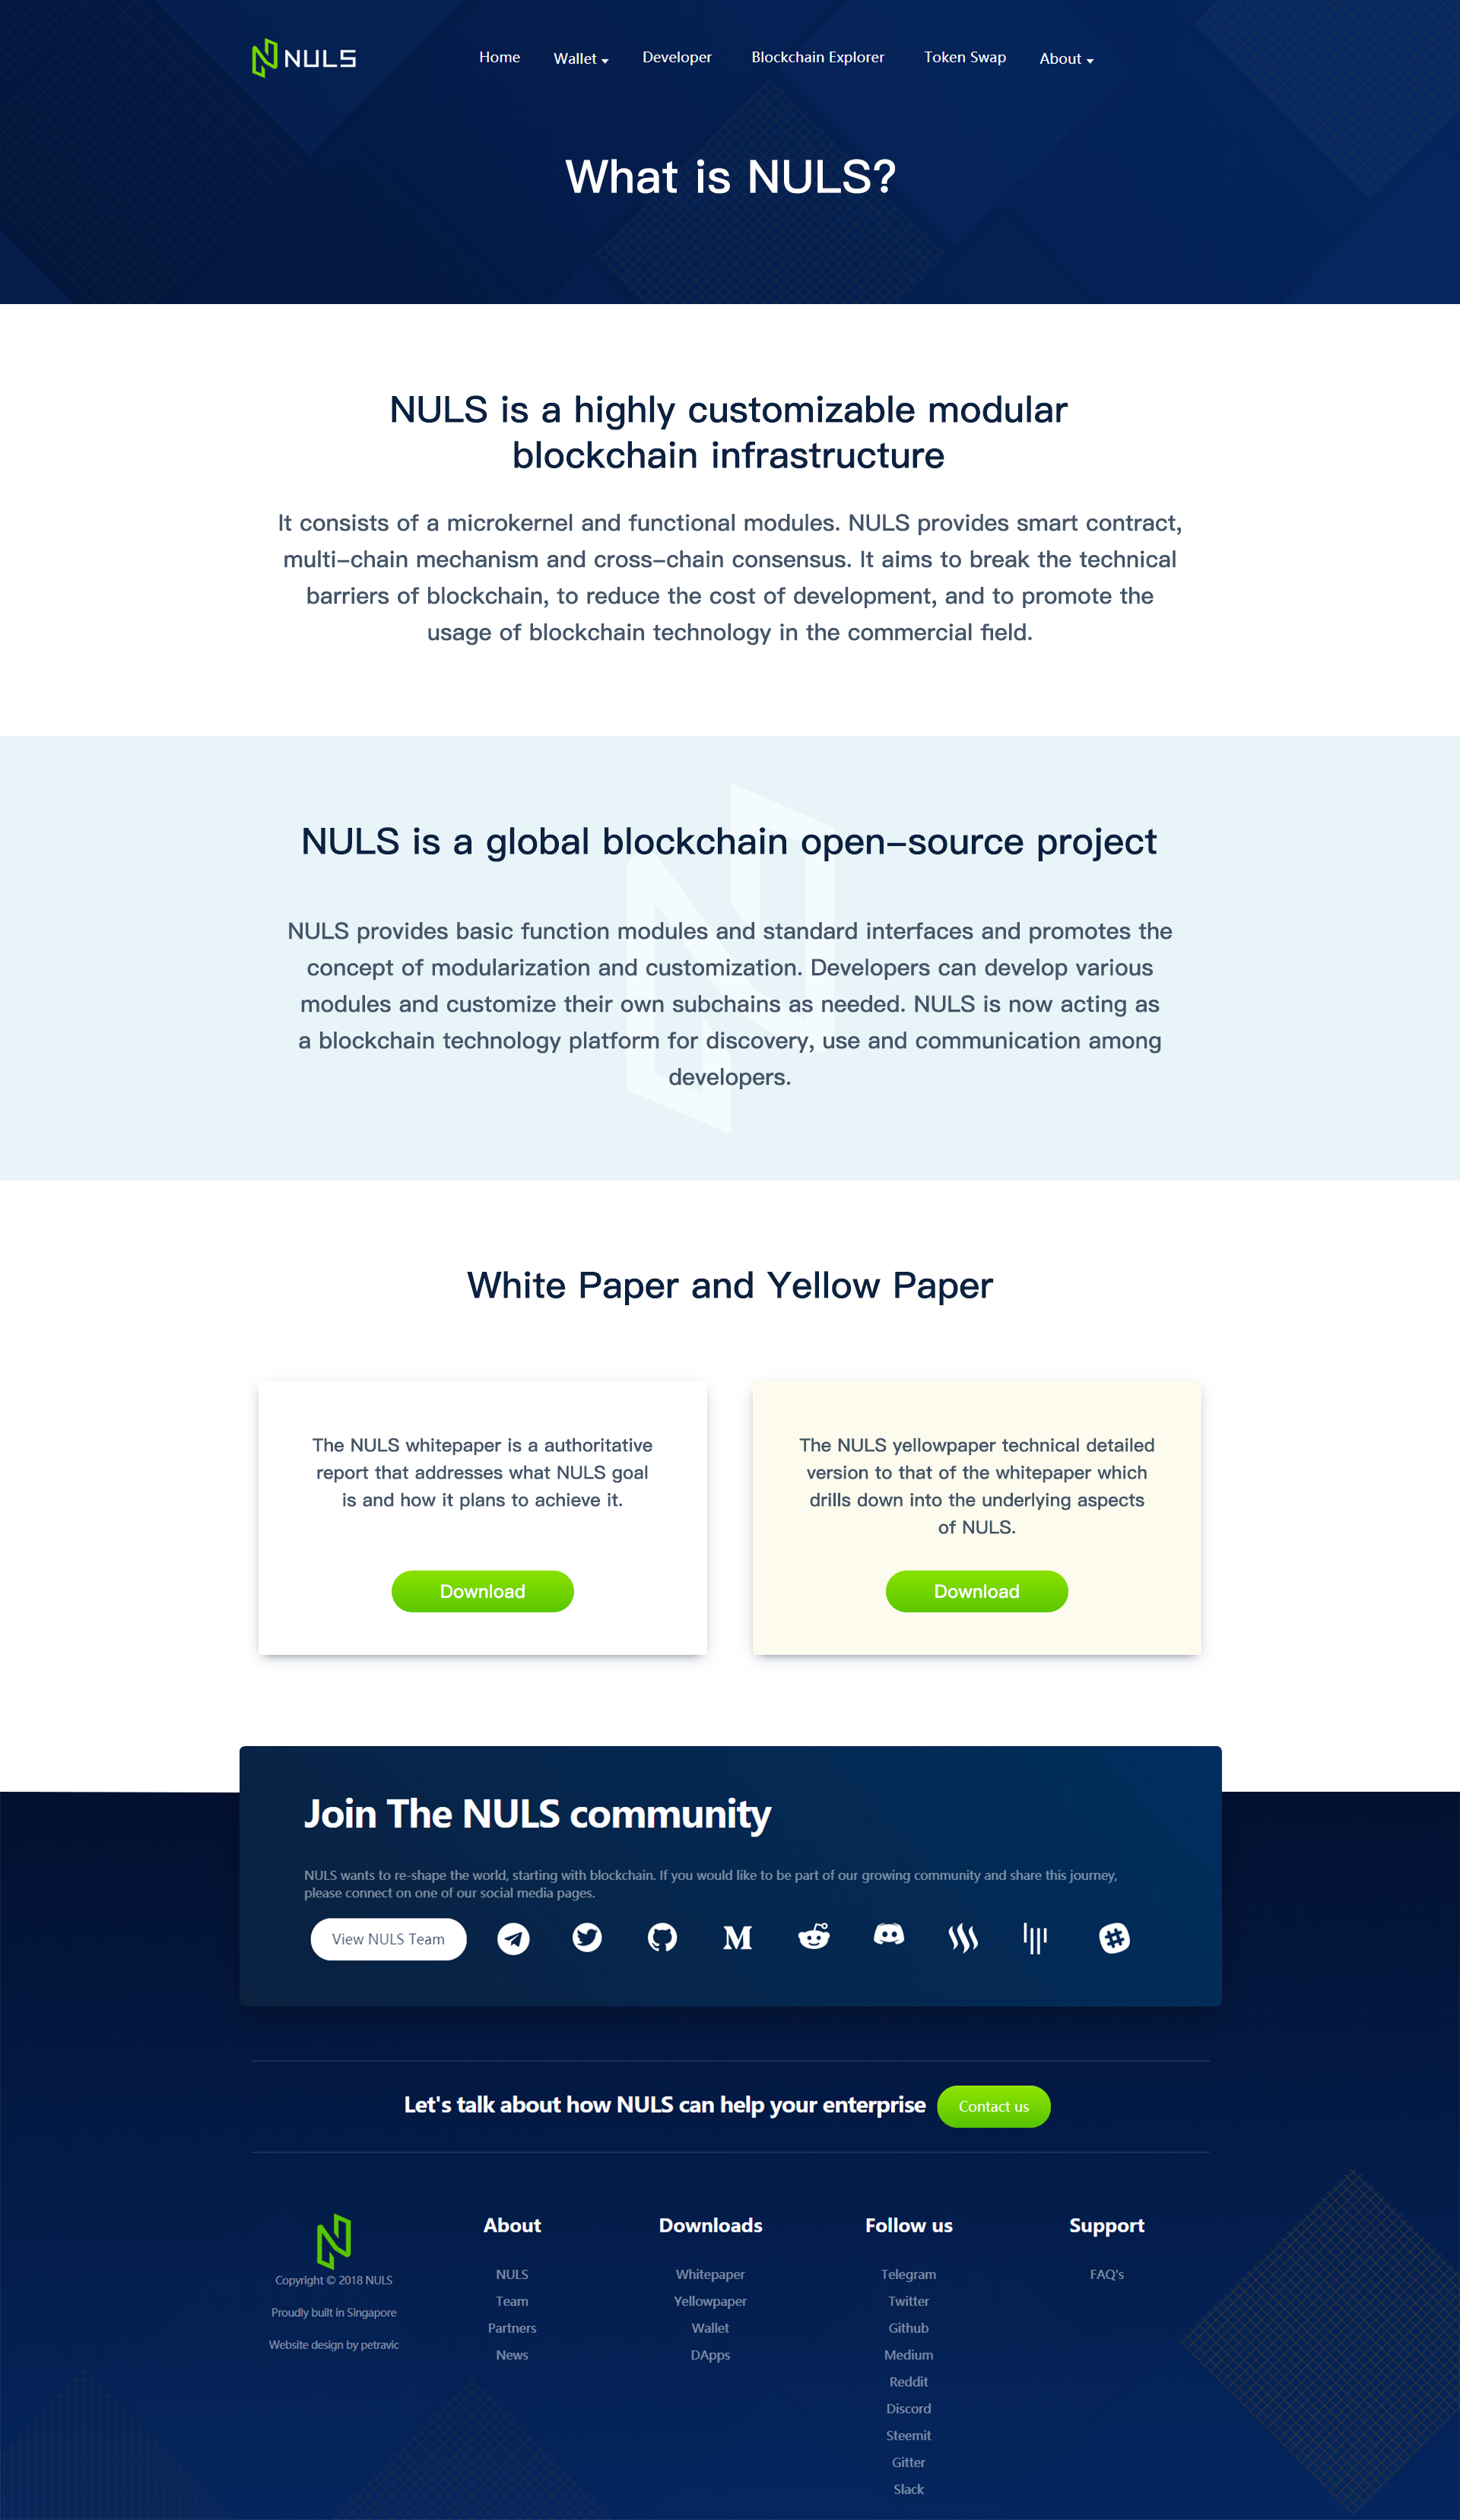 NULS
Home Wallet Developer Blockchain Explorer Token Swap About
What is NULS?
NULS is a highly customizable modular
blockchain infrastructure
It consists of a microkernel and functional modules. NULS provides smart contract,
multi-chain mechanism and cross-chain consensus. It aims to break the technical
barriers of blockchain, to reduce the cost of development, and to promote the
usage of blockchain technology in the commercial field.
NULS is a global blockchain open-source project
NULS provides basic function modules and standard interfaces and promotes the
concept of modularization and customization. Developers can develop various
modules and customize their own subchains as needed. NULS is now acting as
a blockchain technology platform for discovery, use and communication among
developers.
White Paper and Yellow Paper
The NULS whitepaper is a authoritative
report that addresses what NULS goal
is and how it plans to achieve it.
Download
The NULS yellowpaper technical detailed
version to that of the whitepaper which
drills down into the underlying aspects
of NULS.
Download
Join The NULS community
NULS wants to re-shape the world, starting with blockchain. If you would like to be part of our growing community and share this journey,
please connect on one of our social media pages.
View NULS Team
Let's talk about how NULS can help your enterprise
Contact us
Copyright © 2018 NULS
Proudly built in Singapore
Website design by petravic
About
NULS
Team
Partners
News
Downloads
Whitepaper
Yellowpaper
Wallet
DApps
Follow us
Telegram
Twitter
Github
Medium
Reddit
Discord
Steemit
Gitter
Slack
Support
FAQ's